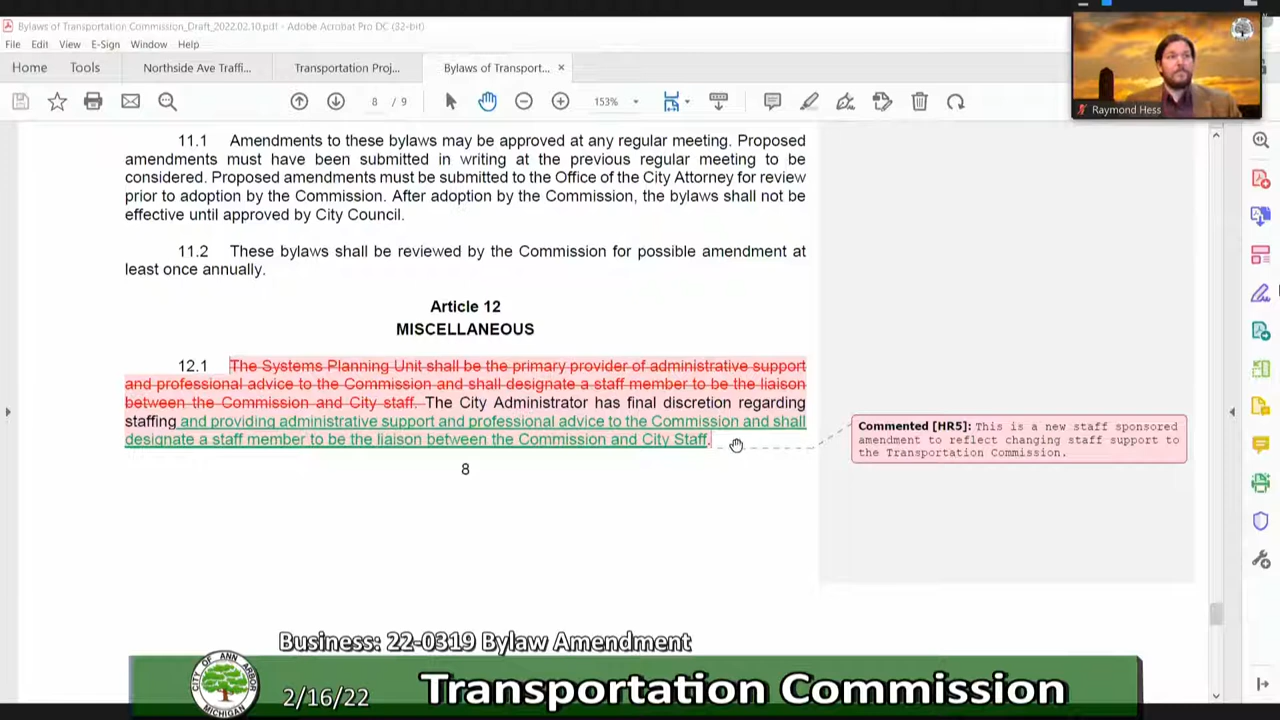 Bylaws of Transportation Commission_Draft_2022.02.10.pdf - Adobe Acrobat Pro DC (32-bit)
File Edit View E-Sign Window Help
Home Tools Northside Ave Traffi... Transportation Proj... Bylaws of Transport... ×
8 / 9 153%
Raymond Hess
11.1 Amendments to these bylaws may be approved at any regular meeting. Proposed
amendments must have been submitted in writing at the previous regular meeting to be
considered. Proposed amendments must be submitted to the Office of the City Attorney for review
prior to adoption by the Commission. After adoption by the Commission, the bylaws shall not be
effective until approved by City Council.
11.2 These bylaws shall be reviewed by the Commission for possible amendment at
least once annually.
Article 12
MISCELLANEOUS
12.1 The Systems Planning Unit shall be the primary provider of administrative support
and professional advice to the Commission and shall designate a staff member to be the liaison
between the Commission and City staff. The City Administrator has final discretion regarding
staffing and providing administrative support and professional advice to the Commission and shall
designate a staff member to be the liaison between the Commission and City Staff.
Commented [HR5]: This is a new staff sponsored
amendment to reflect changing staff support to
the Transportation Commission.
8
Business: 22-0319 Bylaw Amendment
CITY OF ANN ARBOR
MICHIGAN
2/16/22
Transportation Commission